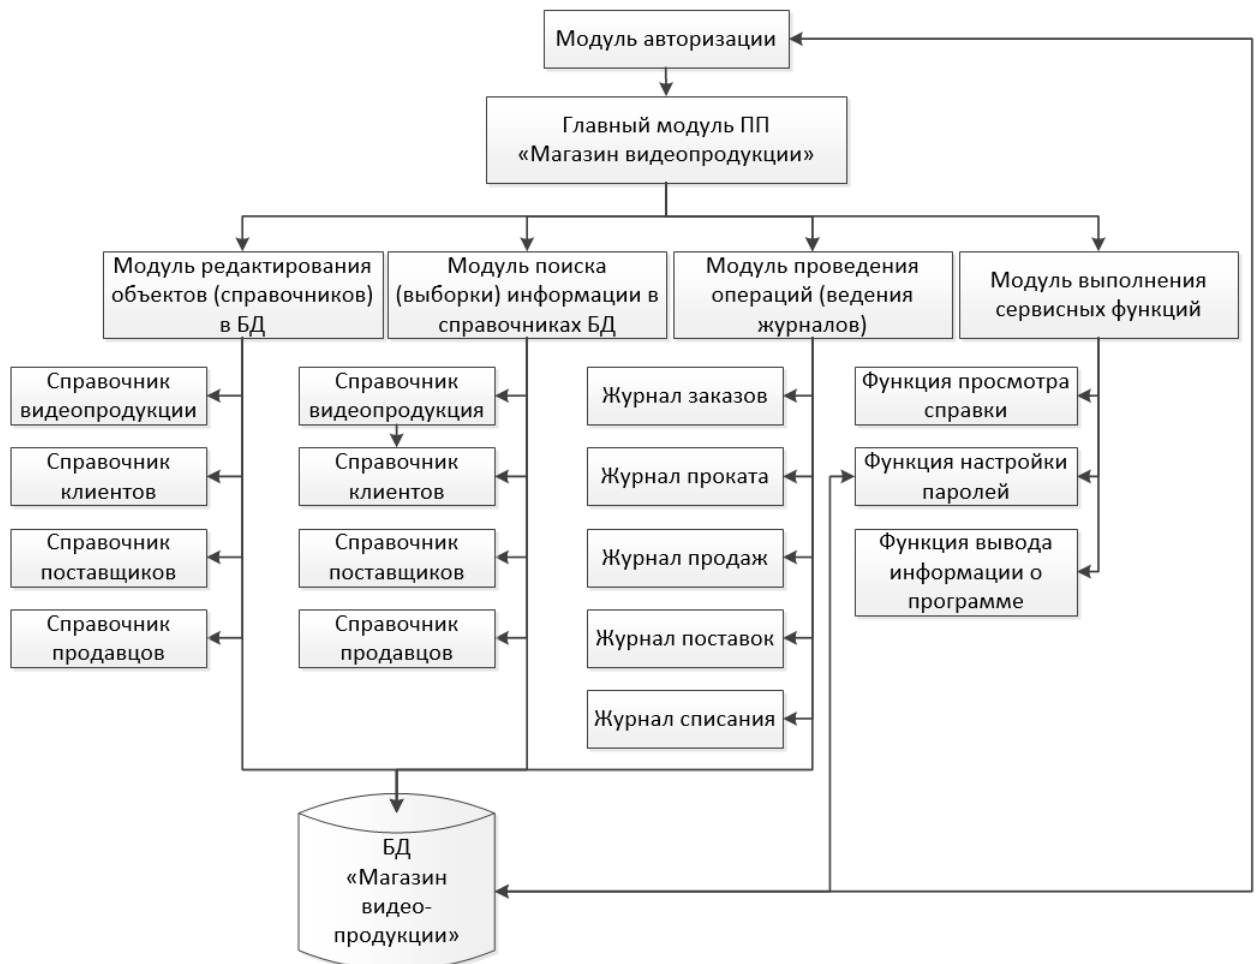 Модуль авторизации
Главный модуль ПП
«Магазин видеопродукции»
Модуль редактирования
объектов (справочников)
в БД
Модуль поиска
(выборки) информации в
справочниках БД
Модуль проведения
операций (ведения
журналов)
Модуль выполнения
сервисных функций
Справочник
видеопродукции
Справочник
клиентов
Справочник
поставщиков
Справочник
продавцов
Справочник
видеопродукция
Справочник
клиентов
Справочник
поставщиков
Справочник
продавцов
Журнал заказов
Журнал проката
Журнал продаж
Журнал поставок
Журнал списания
Функция просмотра
справки
Функция настройки
паролей
Функция вывода
информации о
программе
БД
«Магазин
видео-
продукции»